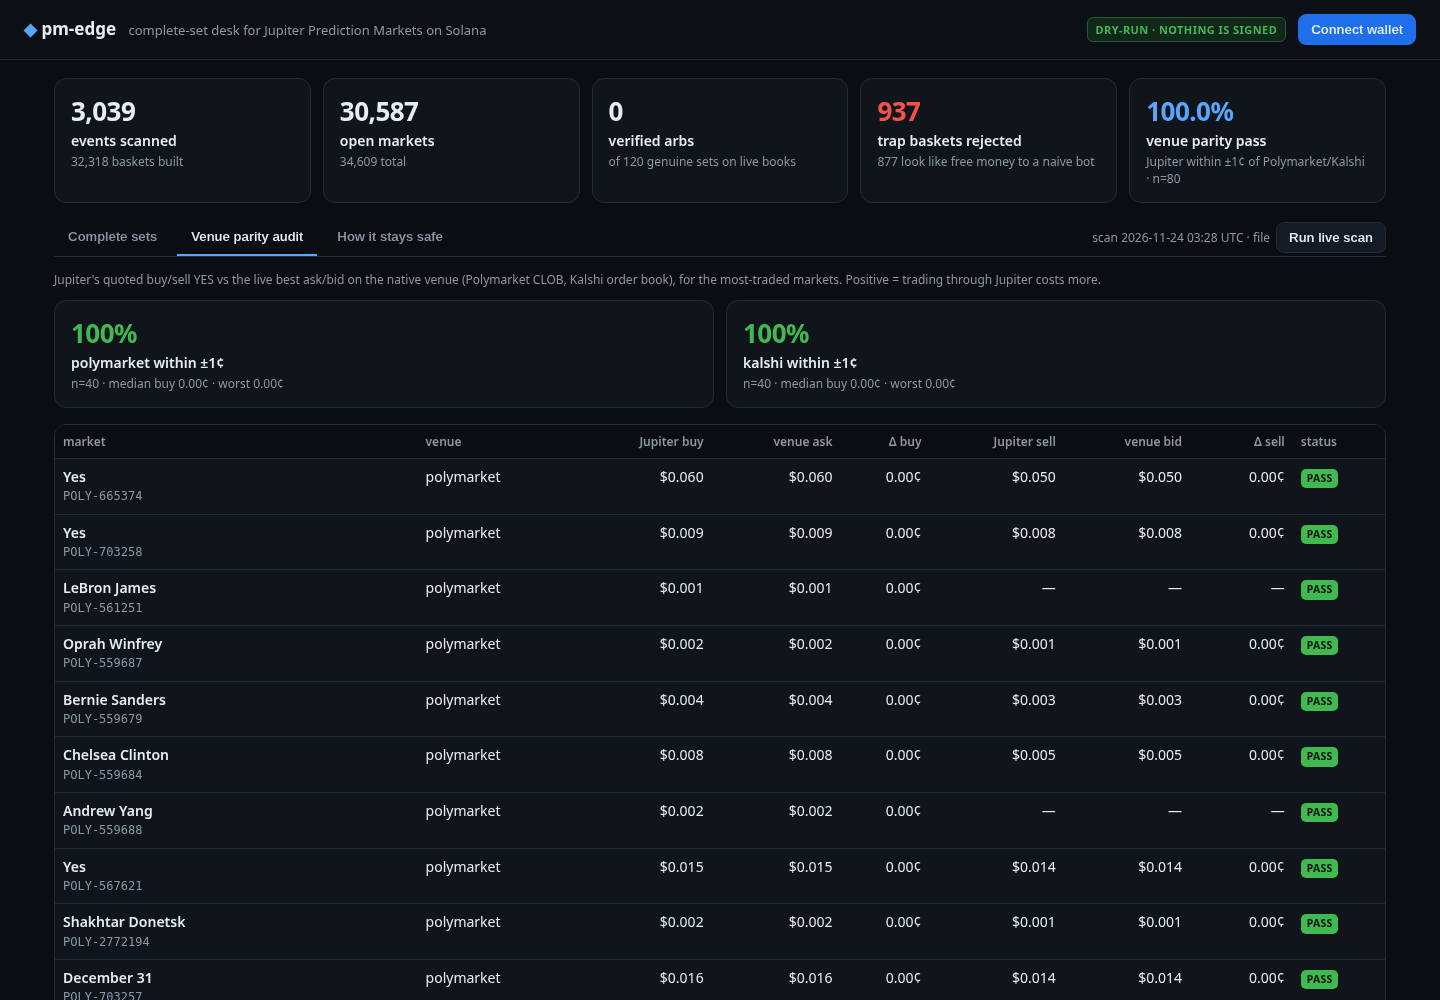 ◆ pm-edge complete-set desk for Jupiter Prediction Markets on Solana DRY-RUN · NOTHING IS SIGNED Connect wallet
3,039
events scanned
32,318 baskets built
30,587
open markets
34,609 total
0
verified arbs
of 120 genuine sets on live books
937
trap baskets rejected
877 look like free money to a naive bot
100.0%
venue parity pass
Jupiter within ±1¢ of Polymarket/Kalshi
· n=80
Complete sets Venue parity audit How it stays safe scan 2026-11-24 03:28 UTC · file Run live scan
Jupiter's quoted buy/sell YES vs the live best ask/bid on the native venue (Polymarket CLOB, Kalshi order book), for the most-traded markets. Positive = trading through Jupiter costs more.
100%
polymarket within ±1¢
n=40 · median buy 0.00¢ · worst 0.00¢
100%
kalshi within ±1¢
n=40 · median buy 0.00¢ · worst 0.00¢
market venue Jupiter buy venue ask Δ buy Jupiter sell venue bid Δ sell status
Yes polymarket $0.060 $0.060 0.00¢ $0.050 $0.050 0.00¢ PASS
POLY-665374
Yes polymarket $0.009 $0.009 0.00¢ $0.008 $0.008 0.00¢ PASS
POLY-703258
LeBron James polymarket $0.001 $0.001 0.00¢ — — — PASS
POLY-561251
Oprah Winfrey polymarket $0.002 $0.002 0.00¢ $0.001 $0.001 0.00¢ PASS
POLY-559687
Bernie Sanders polymarket $0.004 $0.004 0.00¢ $0.003 $0.003 0.00¢ PASS
POLY-559679
Chelsea Clinton polymarket $0.008 $0.008 0.00¢ $0.005 $0.005 0.00¢ PASS
POLY-559684
Andrew Yang polymarket $0.002 $0.002 0.00¢ — — — PASS
POLY-559688
Yes polymarket $0.015 $0.015 0.00¢ $0.014 $0.014 0.00¢ PASS
POLY-567621
Shakhtar Donetsk polymarket $0.002 $0.002 0.00¢ $0.001 $0.001 0.00¢ PASS
POLY-2772194
December 31 polymarket $0.016 $0.016 0.00¢ $0.014 $0.014 0.00¢ PASS
POLY-703257